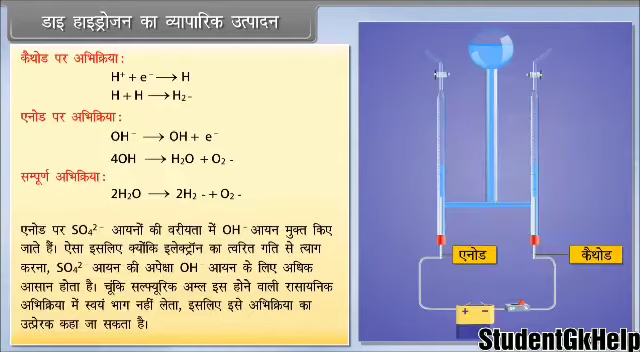 डाइ हाइड्रोजन का व्यापारिक उत्पादन
कैथोड पर अभिक्रिया:
H⁺ + e⁻ ⟶ H
H + H ⟶ H₂ -
एनोड पर अभिक्रिया:
OH⁻ ⟶ OH + e⁻
4OH ⟶ H₂O + O₂ -
सम्पूर्ण अभिक्रिया:
2H₂O ⟶ 2H₂ - + O₂ -
एनोड पर SO₄²⁻ आयनों की वरीयता में OH⁻ आयन मुक्त किए
जाते हैं। ऐसा इसलिए क्योंकि इलेक्ट्रॉन का त्वरित गति से त्याग
करना, SO₄² आयन की अपेक्षा OH⁻ आयन के लिए अधिक
आसान होता है। चूंकि सल्फ्यूरिक अम्ल इस होने वाली रासायनिक
अभिक्रिया में स्वयं भाग नहीं लेता, इसलिए इसे अभिक्रिया का
उत्प्रेरक कहा जा सकता है।
एनोड
कैथोड
+ −
StudentGkHelp